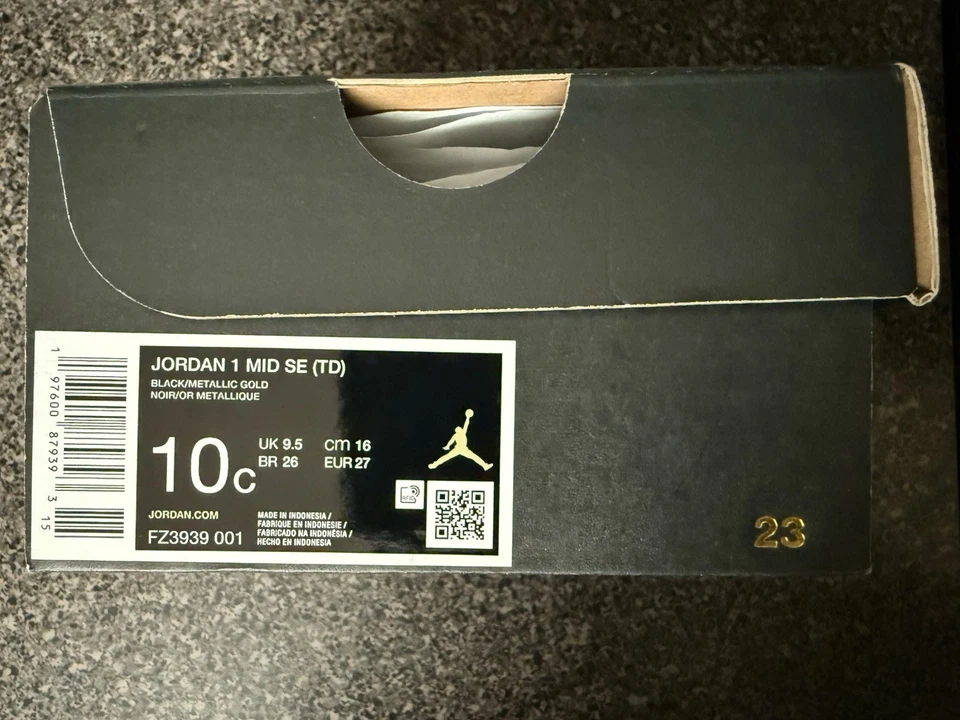 1 97600 87939 3 15
JORDAN 1 MID SE (TD)
BLACK/METALLIC GOLD
NOIR/OR METALLIQUE
10c
UK 9.5 cm 16
BR 26 EUR 27
RFID
JORDAN.COM
FZ3939 001
MADE IN INDONESIA /
FABRIQUE EN INDONESIE /
FABRICADO NA INDONÉSIA /
HECHO EN INDONESIA
23